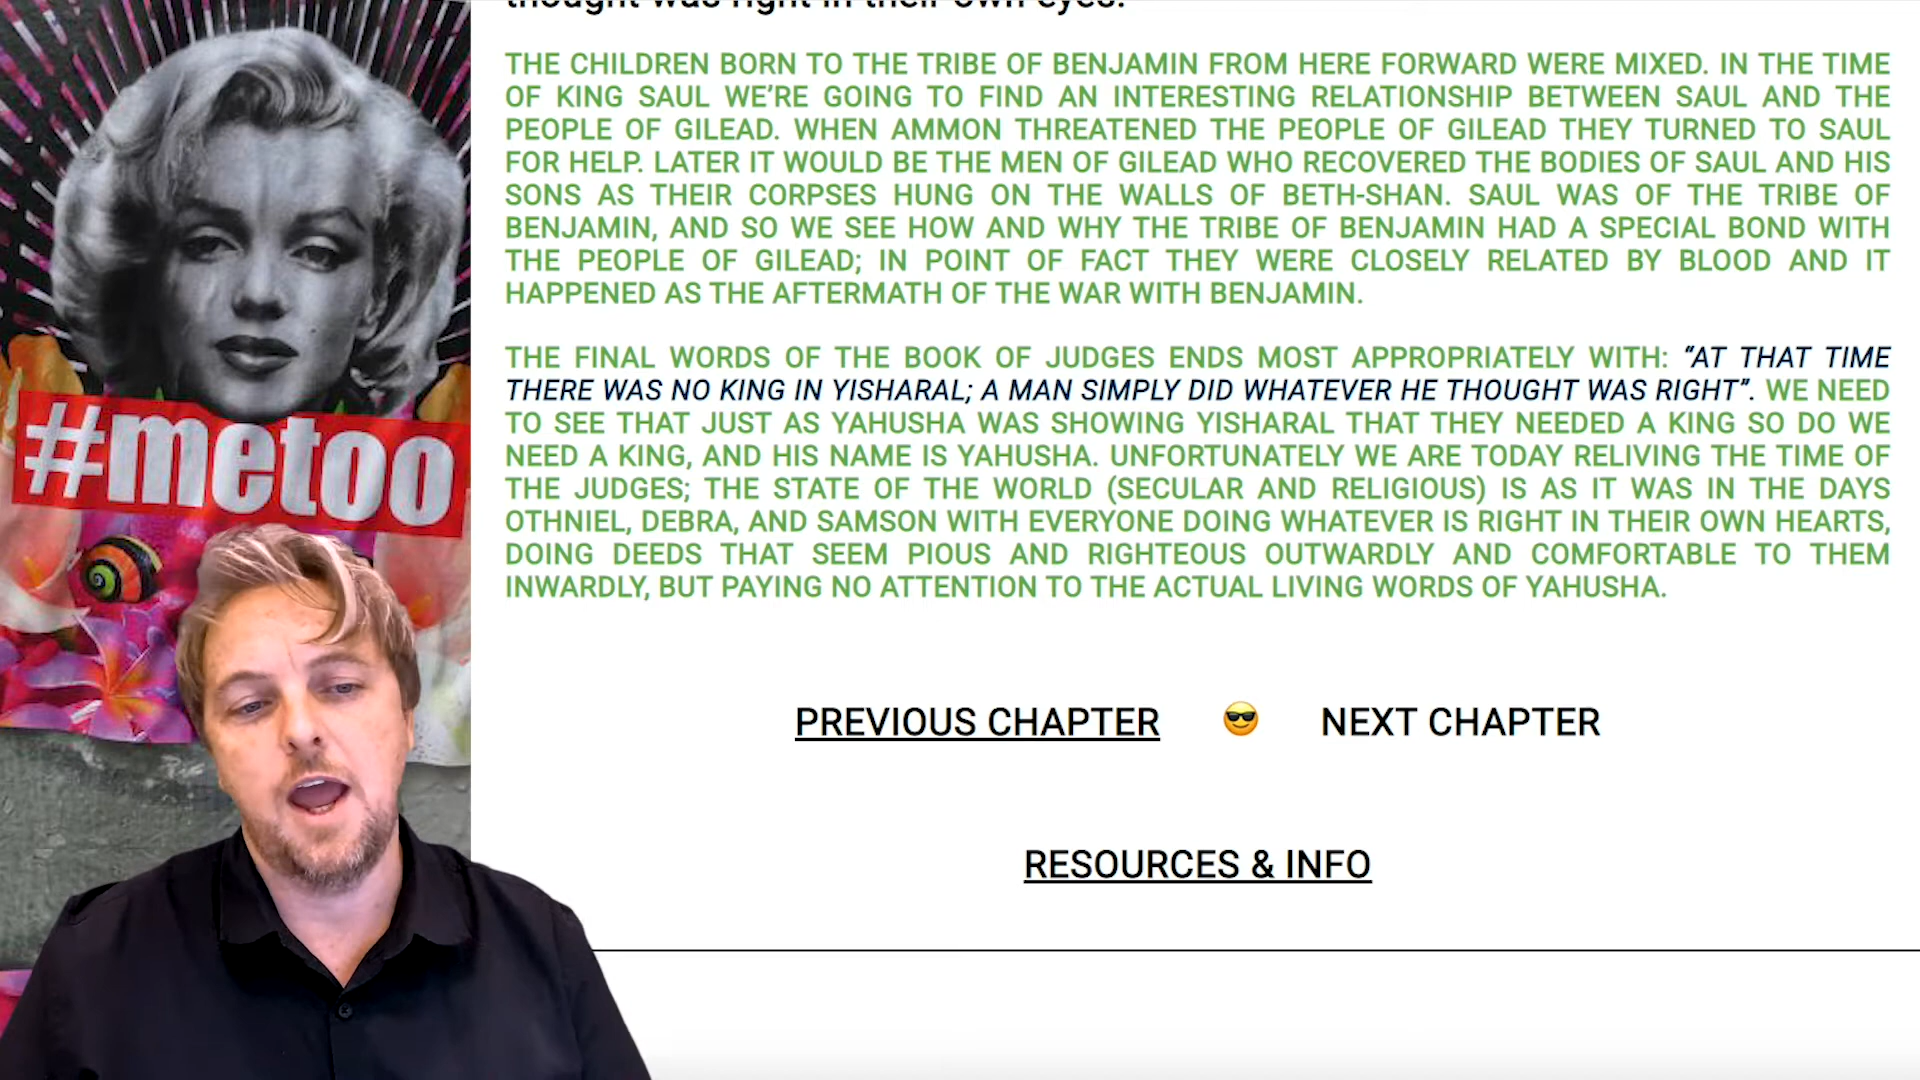 thought was right in their own eyes.
THE CHILDREN BORN TO THE TRIBE OF BENJAMIN FROM HERE FORWARD WERE MIXED. IN THE TIME
OF KING SAUL WE’RE GOING TO FIND AN INTERESTING RELATIONSHIP BETWEEN SAUL AND THE
PEOPLE OF GILEAD. WHEN AMMON THREATENED THE PEOPLE OF GILEAD THEY TURNED TO SAUL
FOR HELP. LATER IT WOULD BE THE MEN OF GILEAD WHO RECOVERED THE BODIES OF SAUL AND HIS
SONS AS THEIR CORPSES HUNG ON THE WALLS OF BETH-SHAN. SAUL WAS OF THE TRIBE OF
BENJAMIN, AND SO WE SEE HOW AND WHY THE TRIBE OF BENJAMIN HAD A SPECIAL BOND WITH
THE PEOPLE OF GILEAD; IN POINT OF FACT THEY WERE CLOSELY RELATED BY BLOOD AND IT
HAPPENED AS THE AFTERMATH OF THE WAR WITH BENJAMIN.
THE FINAL WORDS OF THE BOOK OF JUDGES ENDS MOST APPROPRIATELY WITH: “AT THAT TIME
THERE WAS NO KING IN YISHARAL; A MAN SIMPLY DID WHATEVER HE THOUGHT WAS RIGHT”. WE NEED
TO SEE THAT JUST AS YAHUSHA WAS SHOWING YISHARAL THAT THEY NEEDED A KING SO DO WE
NEED A KING, AND HIS NAME IS YAHUSHA. UNFORTUNATELY WE ARE TODAY RELIVING THE TIME OF
THE JUDGES; THE STATE OF THE WORLD (SECULAR AND RELIGIOUS) IS AS IT WAS IN THE DAYS
OTHNIEL, DEBRA, AND SAMSON WITH EVERYONE DOING WHATEVER IS RIGHT IN THEIR OWN HEARTS,
DOING DEEDS THAT SEEM PIOUS AND RIGHTEOUS OUTWARDLY AND COMFORTABLE TO THEM
INWARDLY, BUT PAYING NO ATTENTION TO THE ACTUAL LIVING WORDS OF YAHUSHA.
#metoo
PREVIOUS CHAPTER 😎 NEXT CHAPTER
RESOURCES & INFO